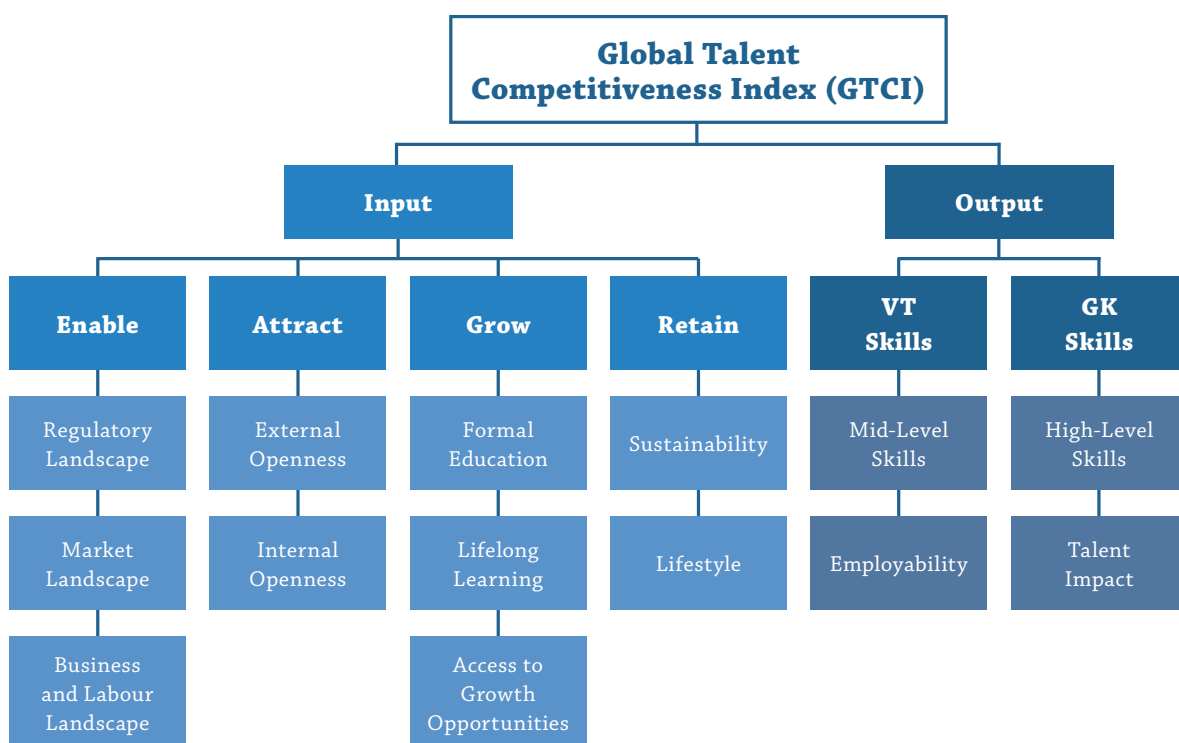 Global Talent
Competitiveness Index (GTCI)
Input
Output
Enable
Attract
Grow
Retain
VT
Skills
GK
Skills
Regulatory
Landscape
External
Openness
Formal
Education
Sustainability
Mid-Level
Skills
High-Level
Skills
Market
Landscape
Internal
Openness
Lifelong
Learning
Lifestyle
Employability
Talent
Impact
Business
and Labour
Landscape
Access to
Growth
Opportunities